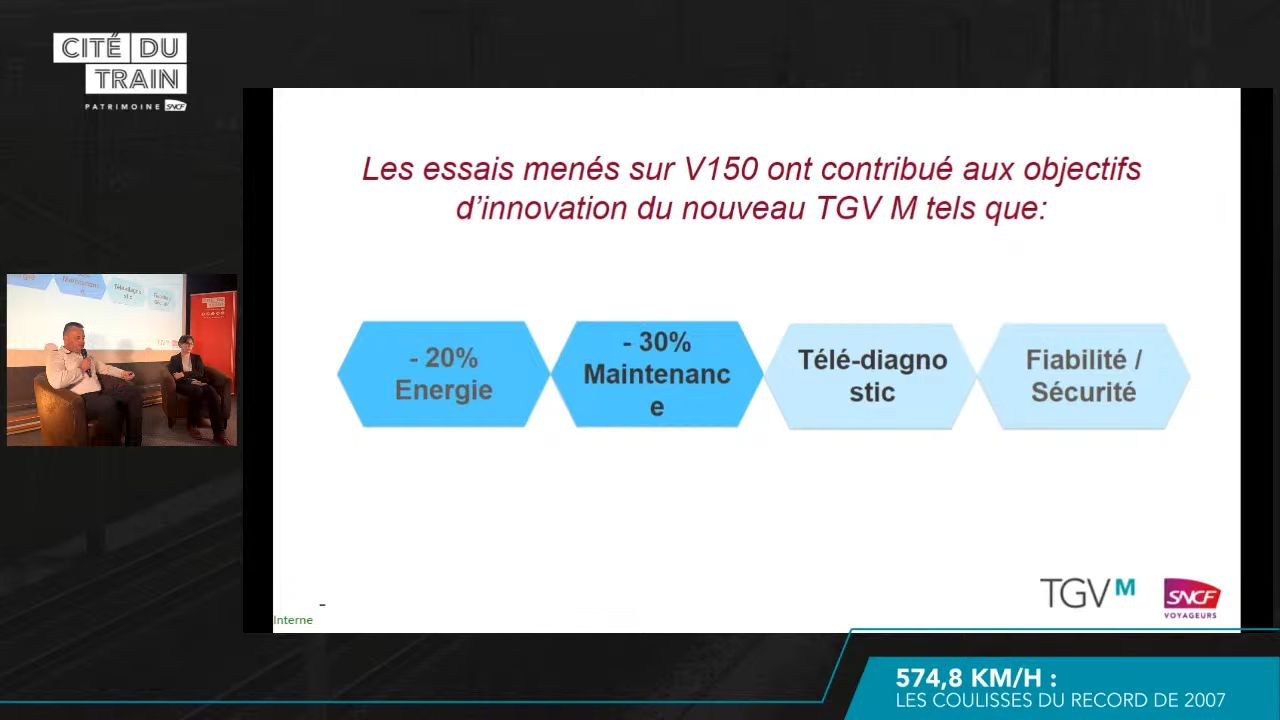 CITÉ DU
TRAIN
PATRIMOINE SNCF
Les essais menés sur V150 ont contribué aux objectifs
d'innovation du nouveau TGV M tels que:
- 20%
Energie
- 30%
Maintenanc
e
Télé-diagno
stic
Fiabilité /
Sécurité
-
Interne
TGV M
SNCF
VOYAGEURS
574,8 KM/H :
LES COULISSES DU RECORD DE 2007